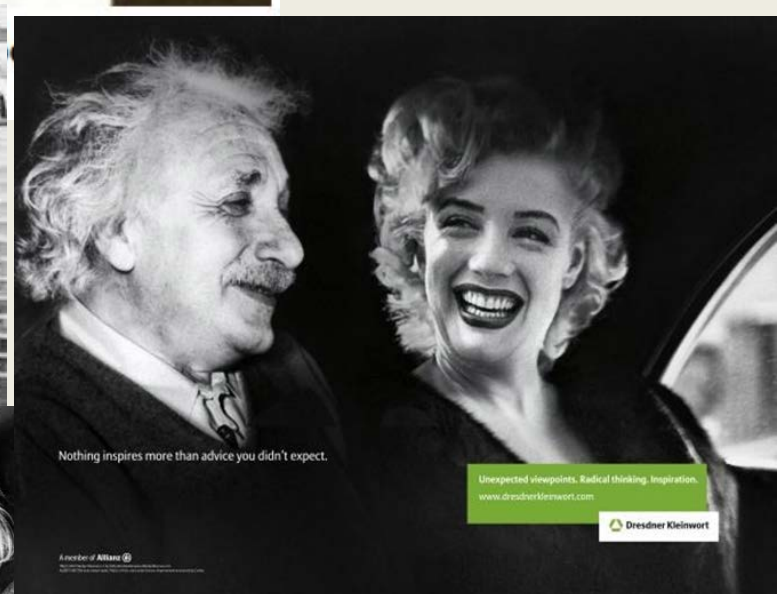 Nothing inspires more than advice you didn't expect.
Unexpected viewpoints. Radical thinking. Inspiration.
www.dresdnerkleinwort.com
Dresdner Kleinwort
A member of Allianz